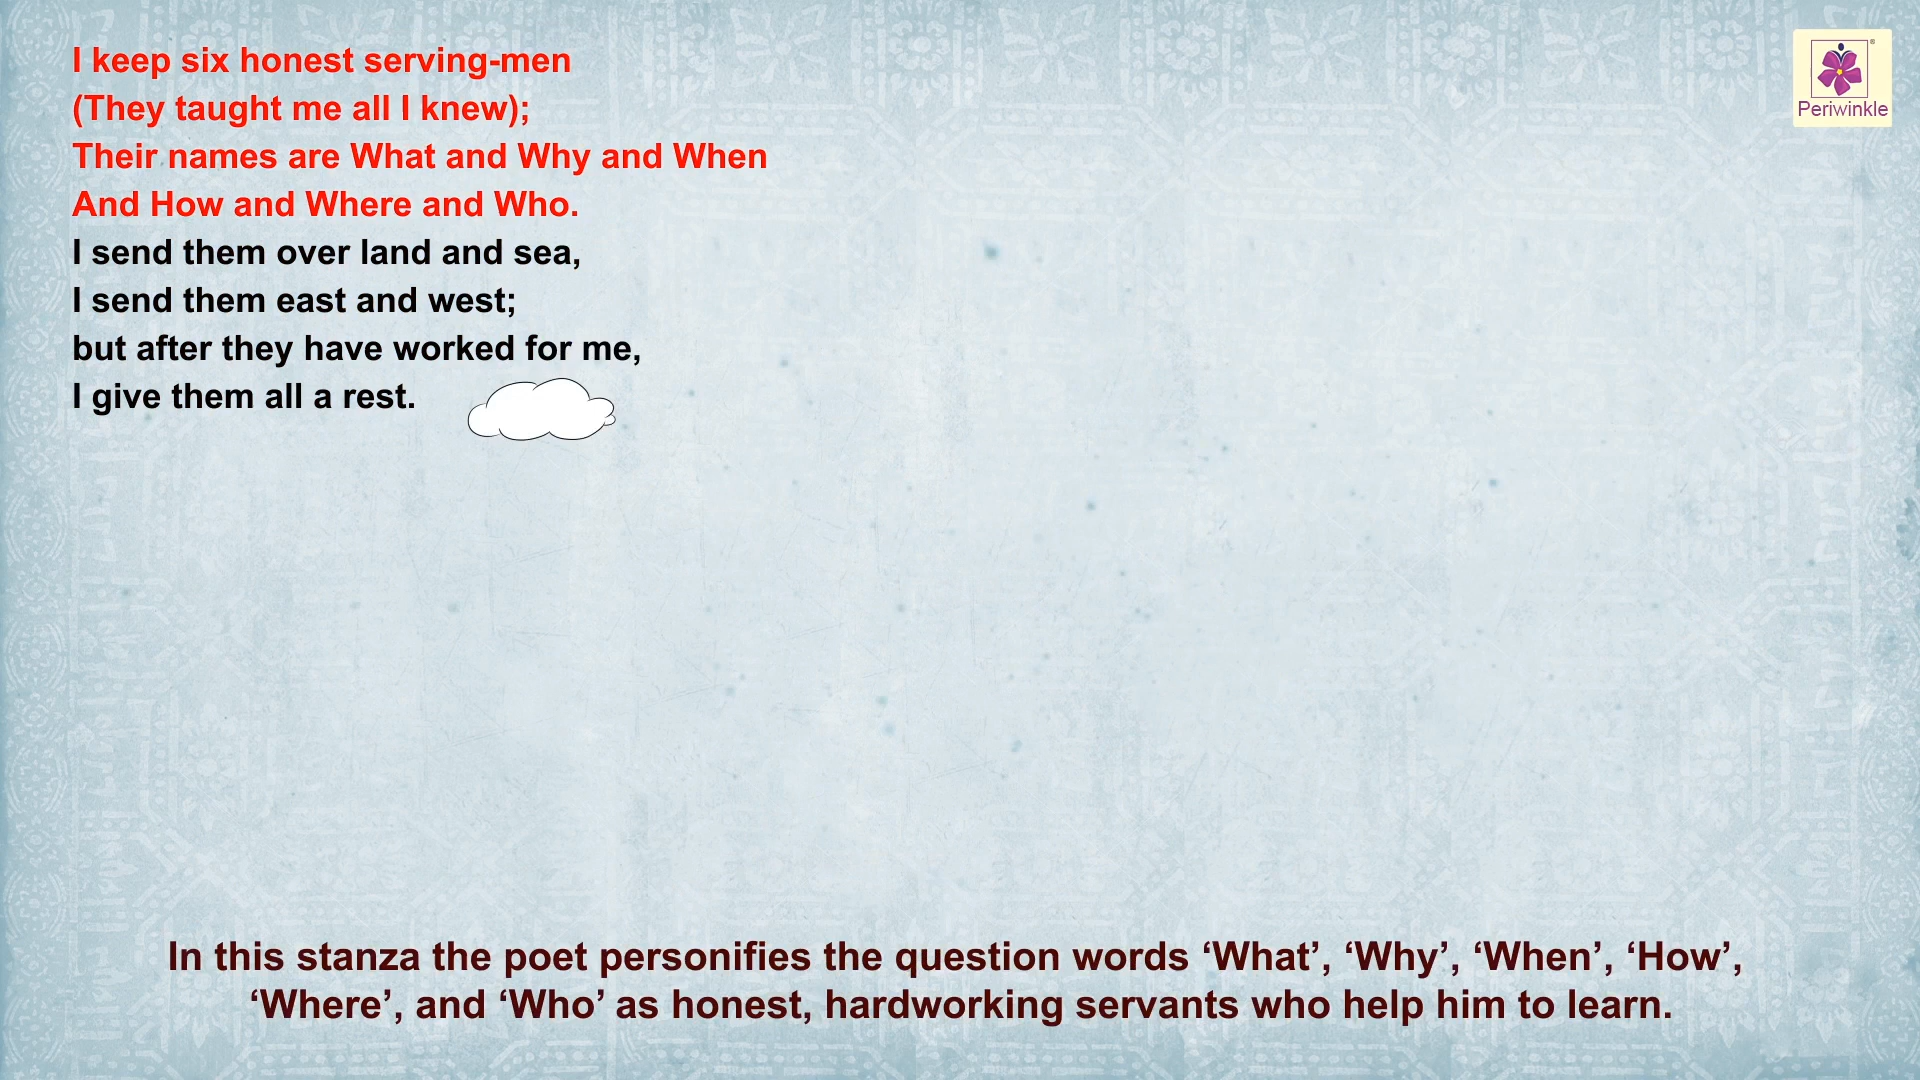 I keep six honest serving-men
(They taught me all I knew);
Their names are What and Why and When
And How and Where and Who.
I send them over land and sea,
I send them east and west;
but after they have worked for me,
I give them all a rest.
Periwinkle
In this stanza the poet personifies the question words ‘What’, ‘Why’, ‘When’, ‘How’,
‘Where’, and ‘Who’ as honest, hardworking servants who help him to learn.